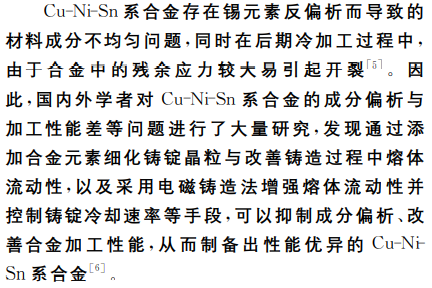 Cu-Ni-Sn 系合金存在锡元素反偏析而导致的
材料成分不均匀问题,同时在后期冷加工过程中,
由于合金中的残余应力较大易引起开裂[5]。因
此,国内外学者对 Cu-Ni-Sn 系合金的成分偏析与
加工性能差等问题进行了大量研究,发现通过添
加合金元素细化铸锭晶粒与改善铸造过程中熔体
流动性,以及采用电磁铸造法增强熔体流动性并
控制铸锭冷却速率等手段,可以抑制成分偏析、改
善合金加工性能,从而制备出性能优异的 Cu-Ni-
Sn 系合金[6]。